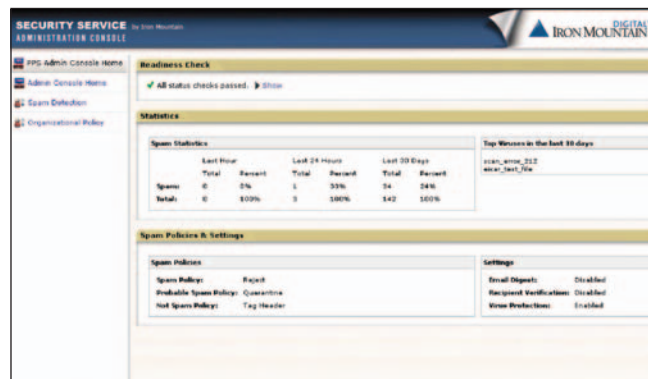 SECURITY SERVICE by Iron Mountain
ADMINISTRATION CONSOLE
IRON MOUNTAIN DIGITAL
PPS Admin Console Home
Admin Console Home
Spam Detection
Organizational Policy
Readiness Check
All status checks passed. Show
Statistics
Spam Statistics
Last Hour Last 24 Hours Last 30 Days
Total Percent Total Percent Total Percent
Spam: 0 0% 1 33% 34 24%
Total: 0 100% 3 100% 142 100%
Top Viruses in the last 30 days
scan_error_212
eicar_test_file
Spam Policies & Settings
Spam Policies
Spam Policy: Reject
Probable Spam Policy: Quarantine
Not Spam Policy: Tag Header
Settings
Email Digest: Disabled
Recipient Verification: Disabled
Virus Protection: Enabled